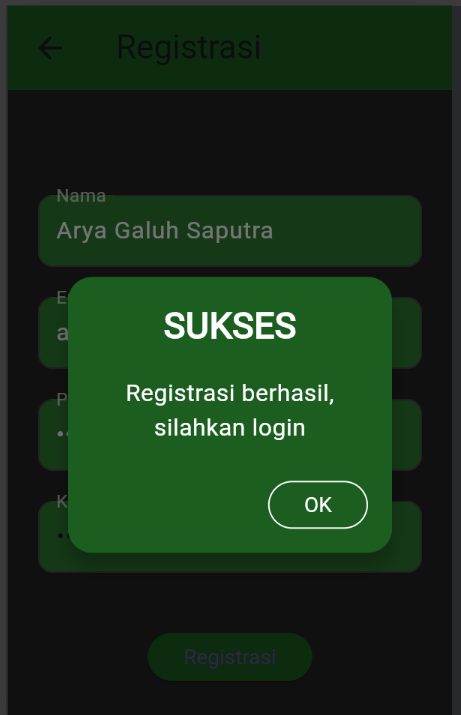 Registrasi
Nama
Arya Galuh Saputra
SUKSES
Registrasi berhasil,
silahkan login
OK
Registrasi